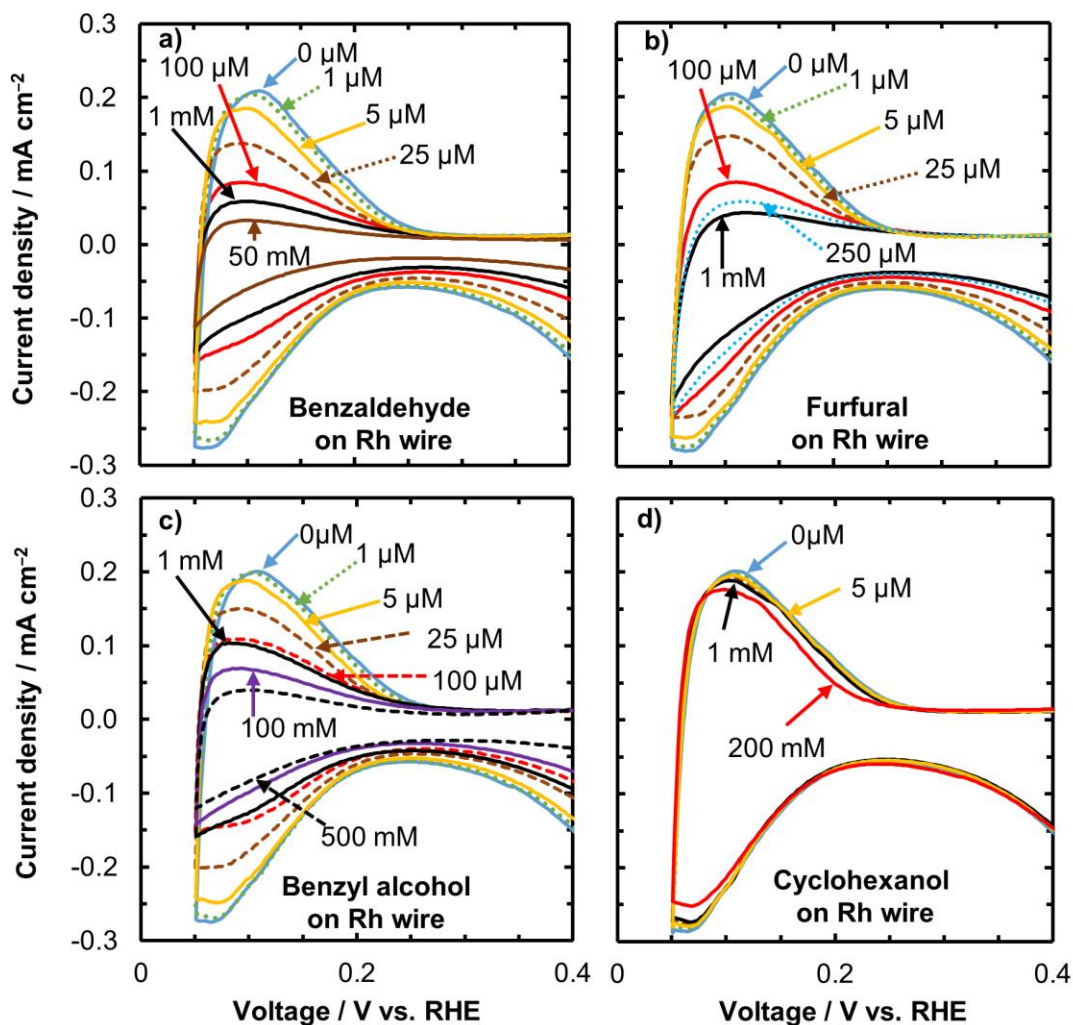 a)
0 µM
1 µM
100 µM
1 mM
5 µM
25 µM
50 mM
Benzaldehyde
on Rh wire
0.3
0.2
0.1
0.0
-0.1
-0.2
-0.3
Current density / mA cm⁻²
b)
0 µM
1 µM
100 µM
5 µM
25 µM
250 µM
1 mM
Furfural
on Rh wire
c)
0µM
1 µM
1 mM
5 µM
25 µM
100 µM
100 mM
500 mM
Benzyl alcohol
on Rh wire
0.3
0.2
0.1
0.0
-0.1
-0.2
-0.3
Current density / mA cm⁻²
0
0.2
0.4
Voltage / V vs. RHE
d)
0µM
5 µM
1 mM
200 mM
Cyclohexanol
on Rh wire
0
0.2
0.4
Voltage / V vs. RHE